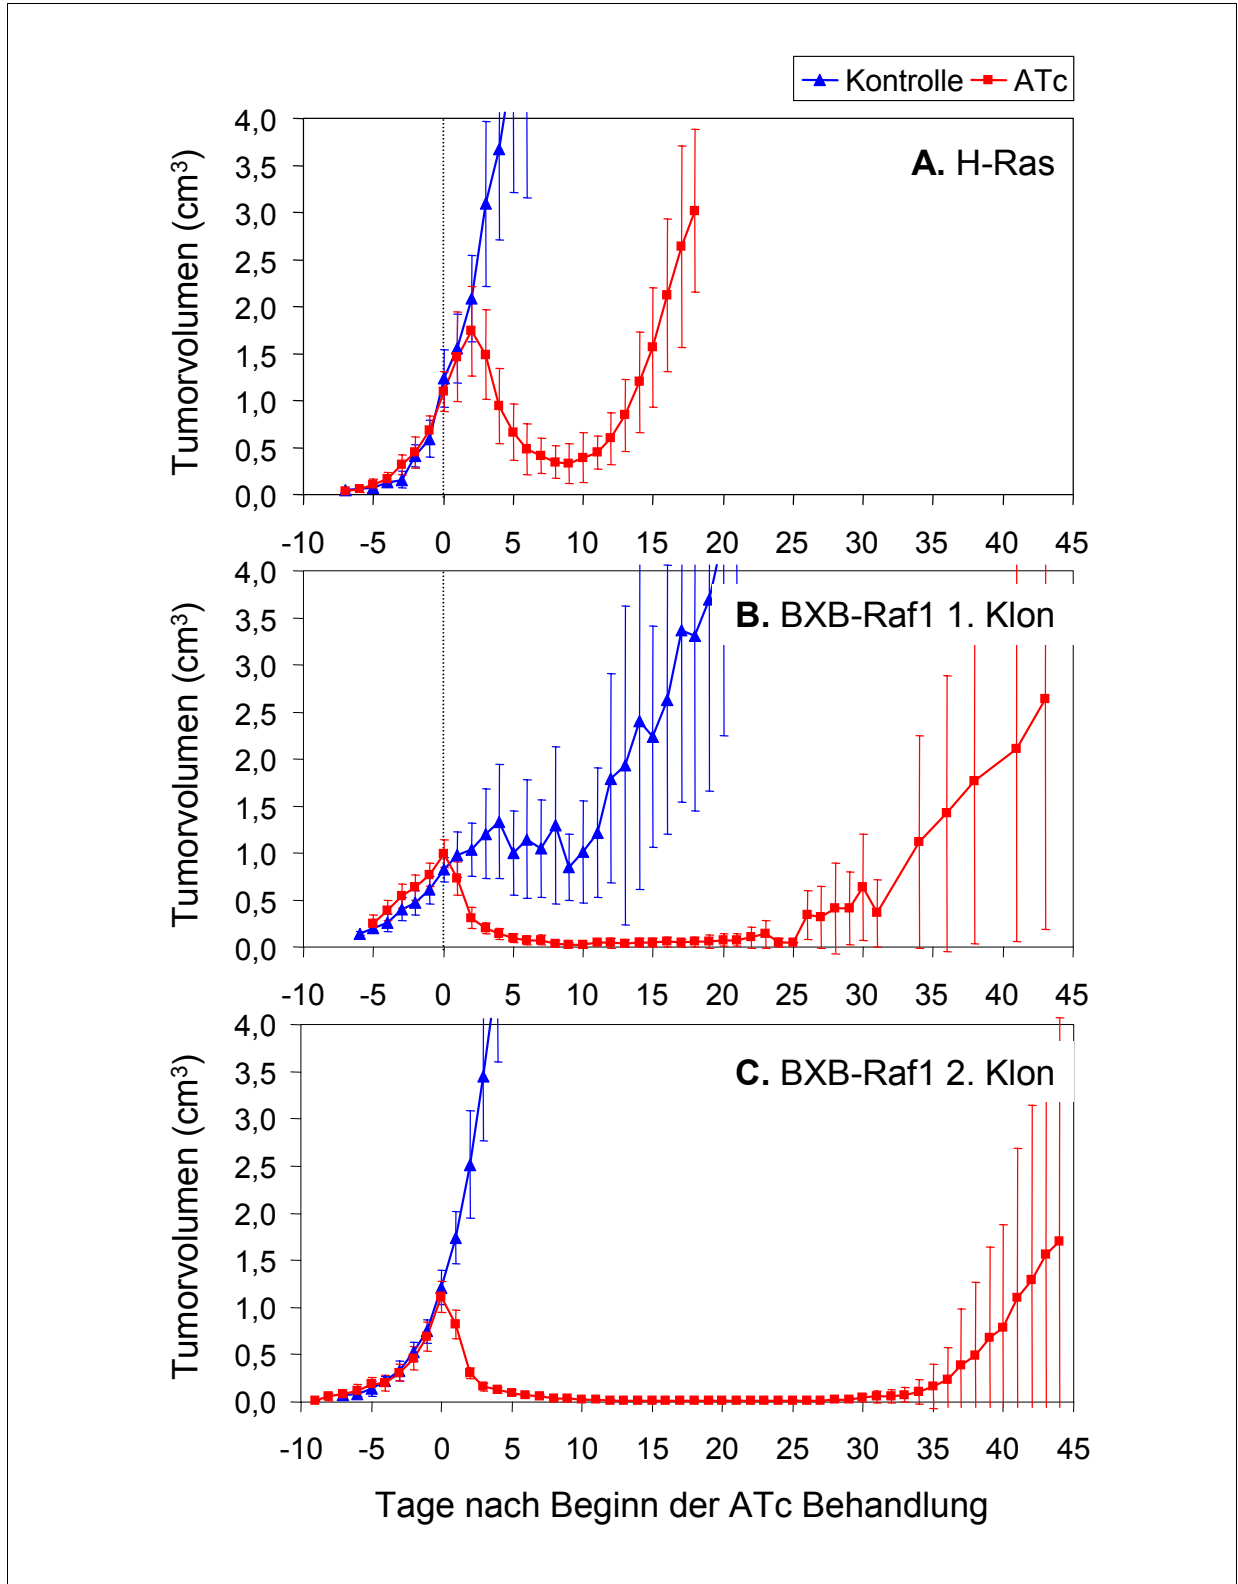 Kontrolle ATc
A. H-Ras
Tumorvolumen (cm³)
4,0
3,5
3,0
2,5
2,0
1,5
1,0
0,5
0,0
-10 -5 0 5 10 15 20 25 30 35 40 45
B. BXB-Raf1 1. Klon
Tumorvolumen (cm³)
4,0
3,5
3,0
2,5
2,0
1,5
1,0
0,5
0,0
-10 -5 0 5 10 15 20 25 30 35 40 45
C. BXB-Raf1 2. Klon
Tumorvolumen (cm³)
4,0
3,5
3,0
2,5
2,0
1,5
1,0
0,5
0,0
-10 -5 0 5 10 15 20 25 30 35 40 45
Tage nach Beginn der ATc Behandlung